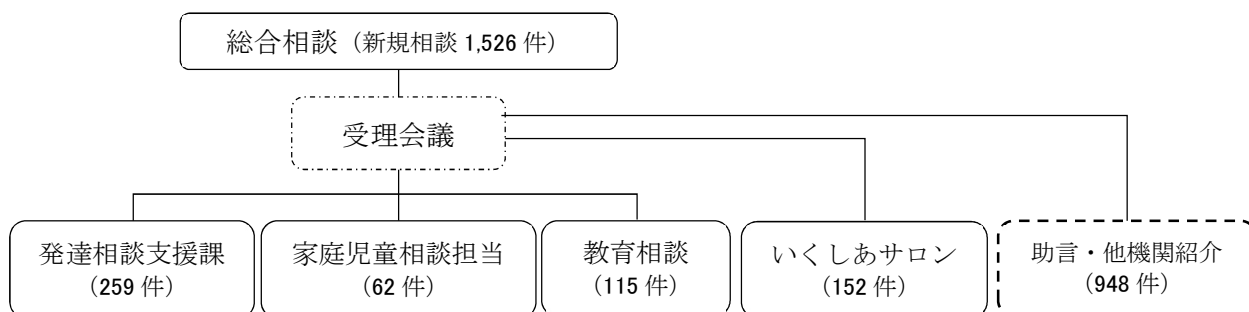 総合相談（新規相談 1,526 件）
受理会議
発達相談支援課
（259 件）
家庭児童相談担当
（62 件）
教育相談
（115 件）
いくしあサロン
（152 件）
助言・他機関紹介
（948 件）